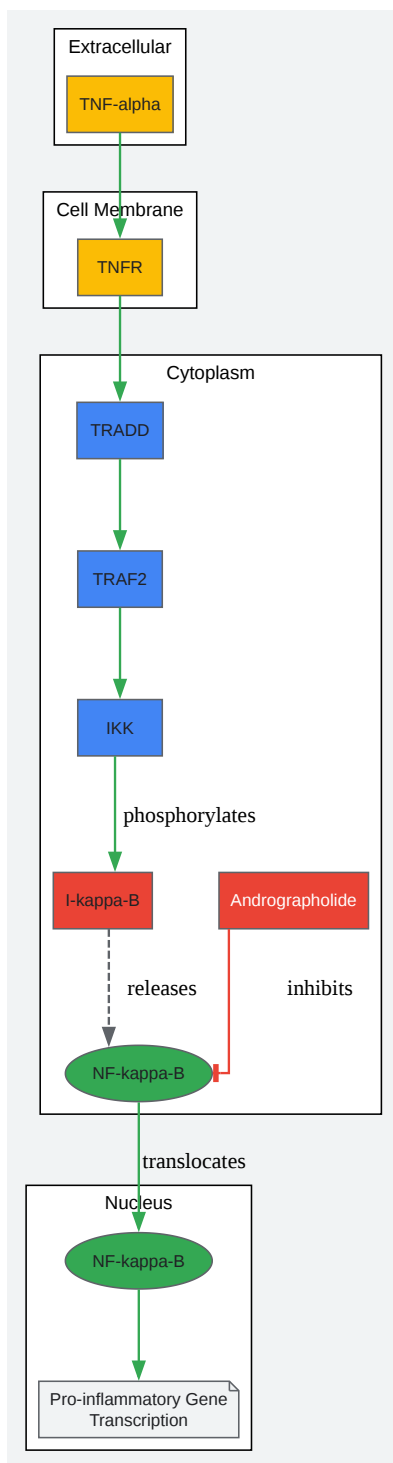 Extracellular
TNF-alpha
Cell Membrane
TNFR
Cytoplasm
TRADD
TRAF2
IKK
phosphorylates
I-kappa-B
Andrographolide
releases
inhibits
NF-kappa-B
translocates
Nucleus
NF-kappa-B
Pro-inflammatory Gene
Transcription